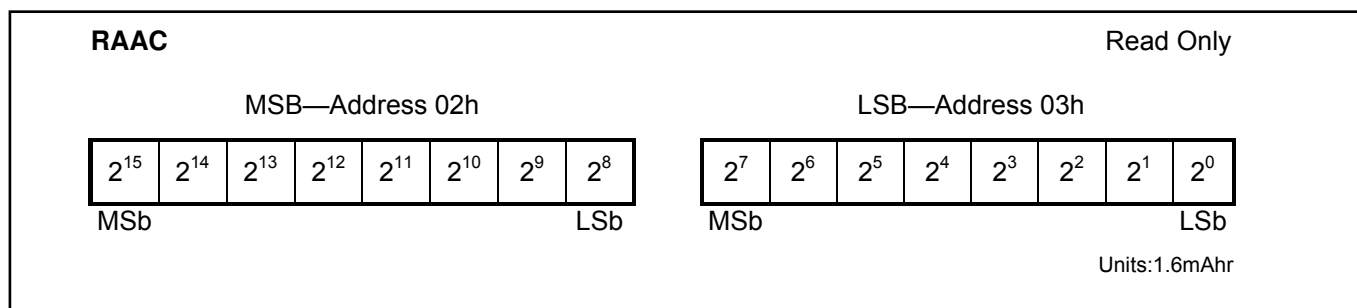 RAAC Read Only
MSB—Address 02h LSB—Address 03h
2^15 2^14 2^13 2^12 2^11 2^10 2^9 2^8 2^7 2^6 2^5 2^4 2^3 2^2 2^1 2^0
MSb LSb MSb LSb
Units:1.6mAhr